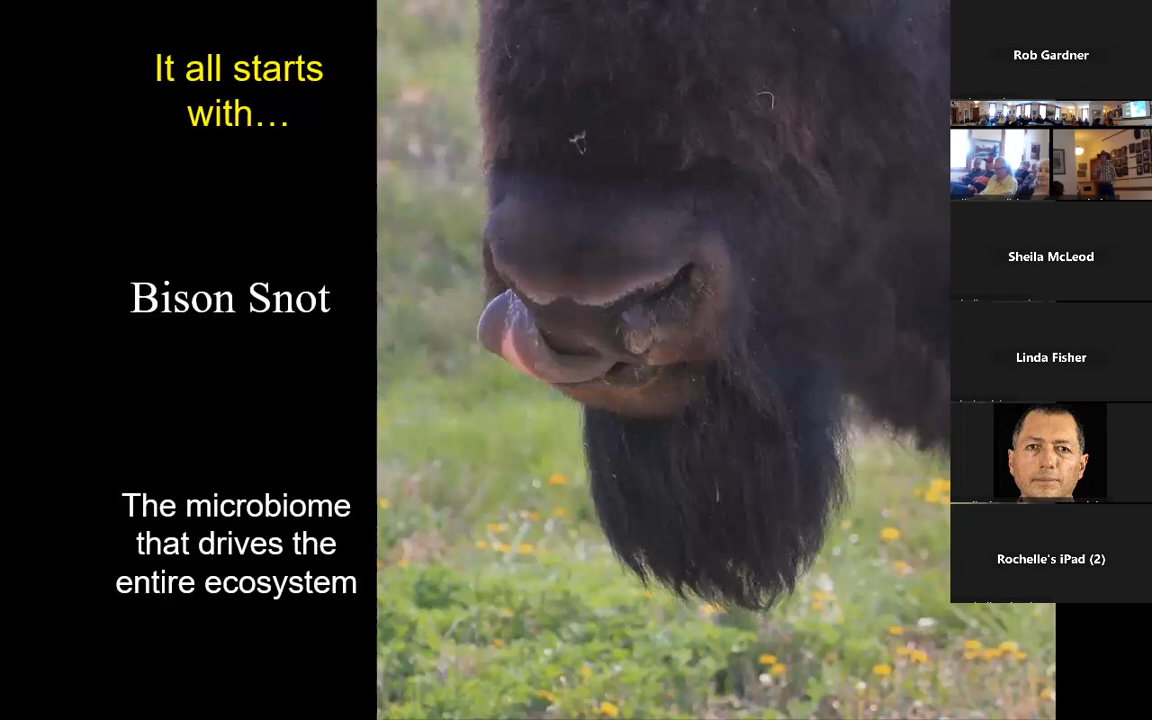 It all starts
with…
Bison Snot
The microbiome
that drives the
entire ecosystem
Rob Gardner
Sheila McLeod
Linda Fisher
Rochelle's iPad (2)